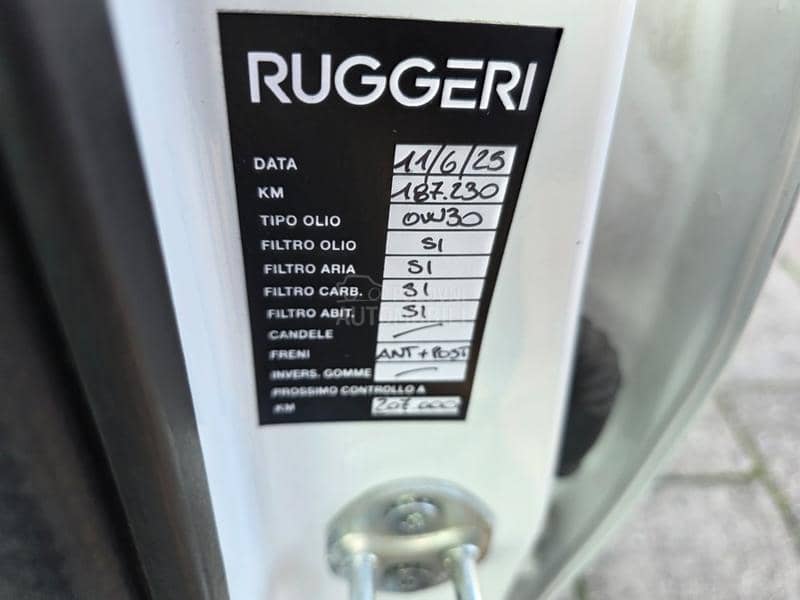 RUGGERI
DATA 11/6/25
KM 187.230
TIPO OLIO 0W30
FILTRO OLIO SI
FILTRO ARIA SI
FILTRO CARB. SI
FILTRO ABIT. SI
CANDELE —
FRENI ANT + POST
INVERS. GOMME —
PROSSIMO CONTROLLO A
KM 207.000